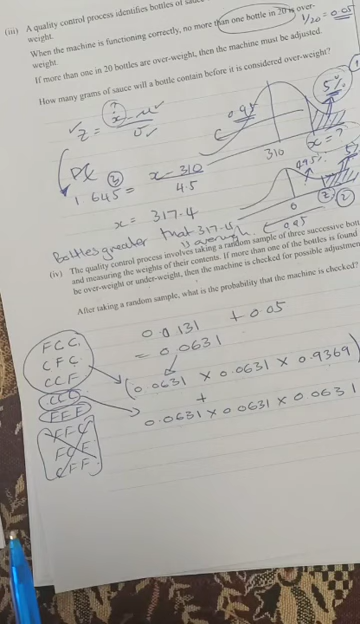 (iii) A quality control process identifies bottles of sauce
over-
weight.
1/20 = 0.05
When the machine is functioning correctly, no more than one bottle in 20 is over-
weight.
If more than one in 20 bottles are over-weight, then the machine must be adjusted.
How many grams of sauce will a bottle contain before it is considered over-weight?
z = x - μ
σ
0.95
5%
310
x = ?
1.645 = x - 310
4.5
x = 317.4
0
0.95
Bottles greater that 317.4
is
(iv) The quality control process involves taking a random sample of three successive
and measuring the weights of their contents. If more than one of the bottles is found
be over-weight or under-weight, then the machine is checked for possible adjustment
After taking a random sample, what is the probability that the machine is checked?
0.0131 + 0.05
= 0.0631
FCC
CFC
CCF
FFF
FFC
FCF
CFF
(0.0631 x 0.0631 x 0.9369)
+
0.0631 x 0.0631 x 0.0631